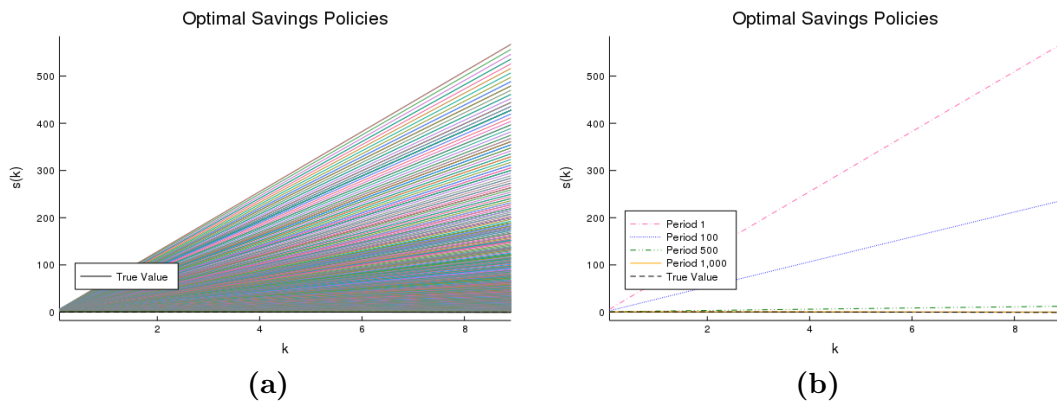 Optimal Savings Policies
s(k)
500
400
300
200
100
0
True Value
2
4
6
8
k
(a)
Optimal Savings Policies
s(k)
500
400
300
200
100
0
Period 1
Period 100
Period 500
Period 1,000
True Value
2
4
6
8
k
(b)